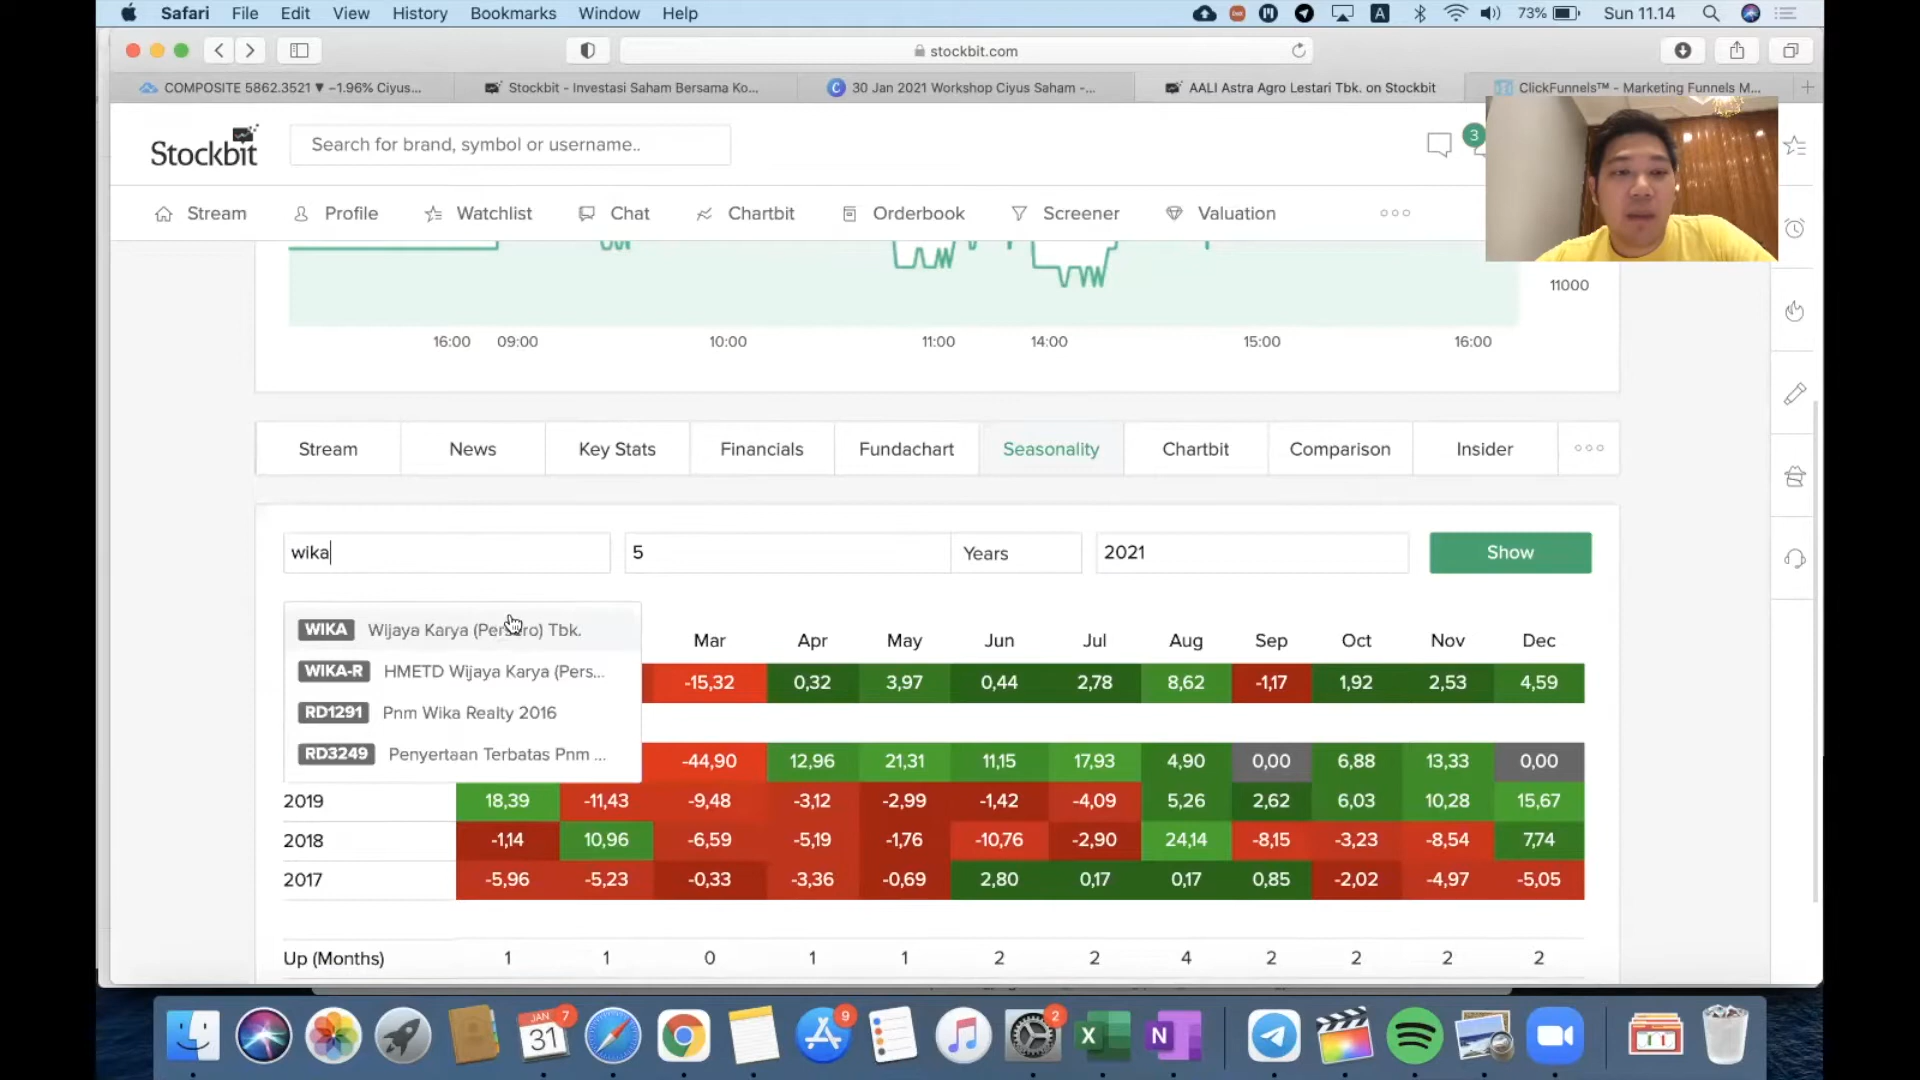 Safari File Edit View History Bookmarks Window Help 73% Sun 11.14
stockbit.com
COMPOSITE 5862.3521 ▼ −1.96% Ciyus...
Stockbit - Investasi Saham Bersama Ko...
30 Jan 2021 Workshop Ciyus Saham -...
AALI Astra Agro Lestari Tbk. on Stockbit
ClickFunnels™ - Marketing Funnels M...
Stockbit
Search for brand, symbol or username..
3
Stream Profile Watchlist Chat Chartbit Orderbook Screener Valuation
11000
16:00 09:00 10:00 11:00 14:00 15:00 16:00
Stream News Key Stats Financials Fundachart Seasonality Chartbit Comparison Insider
wika 5 Years 2021 Show
WIKA Wijaya Karya (Persero) Tbk.
WIKA-R HMETD Wijaya Karya (Pers...
RD1291 Pnm Wika Realty 2016
RD3249 Penyertaan Terbatas Pnm ...
Mar Apr May Jun Jul Aug Sep Oct Nov Dec
-15,32 0,32 3,97 0,44 2,78 8,62 -1,17 1,92 2,53 4,59
-44,90 12,96 21,31 11,15 17,93 4,90 0,00 6,88 13,33 0,00
2019 18,39 -11,43 -9,48 -3,12 -2,99 -1,42 -4,09 5,26 2,62 6,03 10,28 15,67
2018 -1,14 10,96 -6,59 -5,19 -1,76 -10,76 -2,90 24,14 -8,15 -3,23 -8,54 7,74
2017 -5,96 -5,23 -0,33 -3,36 -0,69 2,80 0,17 0,17 0,85 -2,02 -4,97 -5,05
Up (Months) 1 1 0 1 1 2 2 4 2 2 2 2
JAN
31
7
9
2